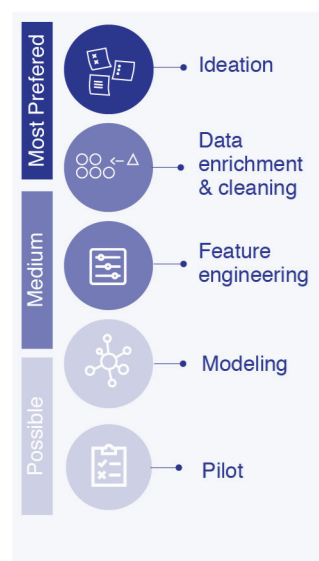 Most Prefered
Ideation
Data
enrichment
& cleaning
Medium
Feature
engineering
Modeling
Possible
Pilot